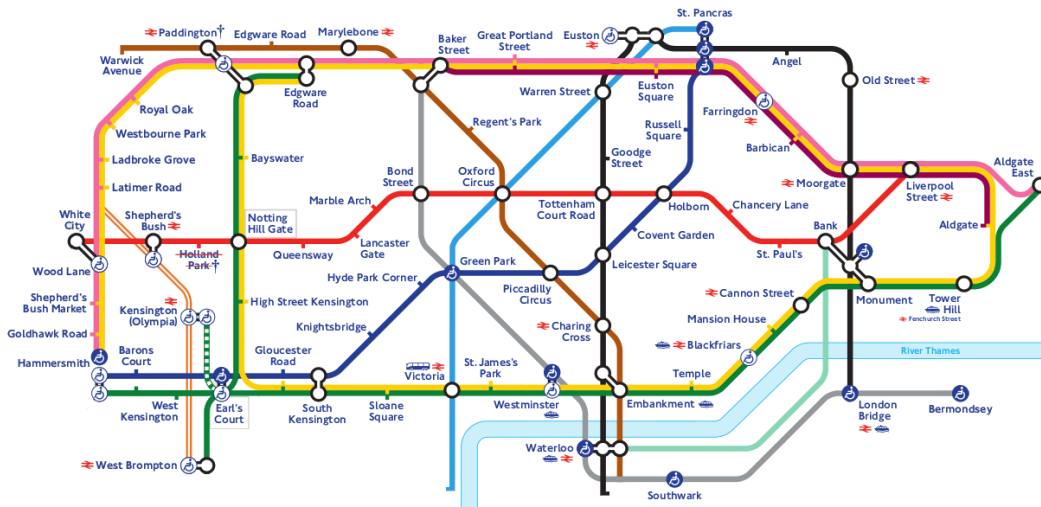 Paddington†
Edgware Road
Marylebone
Warwick
Avenue
Baker
Street
Great Portland
Street
Euston
St. Pancras
Angel
Old Street
Edgware
Road
Warren Street
Euston
Square
Farringdon
Royal Oak
Westbourne Park
Regent's Park
Russell
Square
Barbican
Ladbroke Grove
Bayswater
Goodge
Street
Latimer Road
Bond
Street
Oxford
Circus
Moorgate
Liverpool
Street
Aldgate
East
White
City
Shepherd's
Bush
Marble Arch
Tottenham
Court Road
Holborn
Chancery Lane
Notting
Hill Gate
Aldgate
Bank
Holland
Park†
Queensway
Lancaster
Gate
Covent Garden
St. Paul's
Wood Lane
Hyde Park Corner
Green Park
Leicester Square
Piccadilly
Circus
Monument
Tower
Hill
Fenchurch Street
Shepherd's
Bush Market
Kensington
(Olympia)
High Street Kensington
Cannon Street
Mansion House
Goldhawk Road
Knightsbridge
Charing
Cross
Blackfriars
River Thames
Hammersmith
Barons
Court
Gloucester
Road
Victoria
St. James's
Park
Temple
West
Kensington
Earl's
Court
South
Kensington
Sloane
Square
Westminster
Embankment
London
Bridge
Bermondsey
West Brompton
Waterloo
Southwark